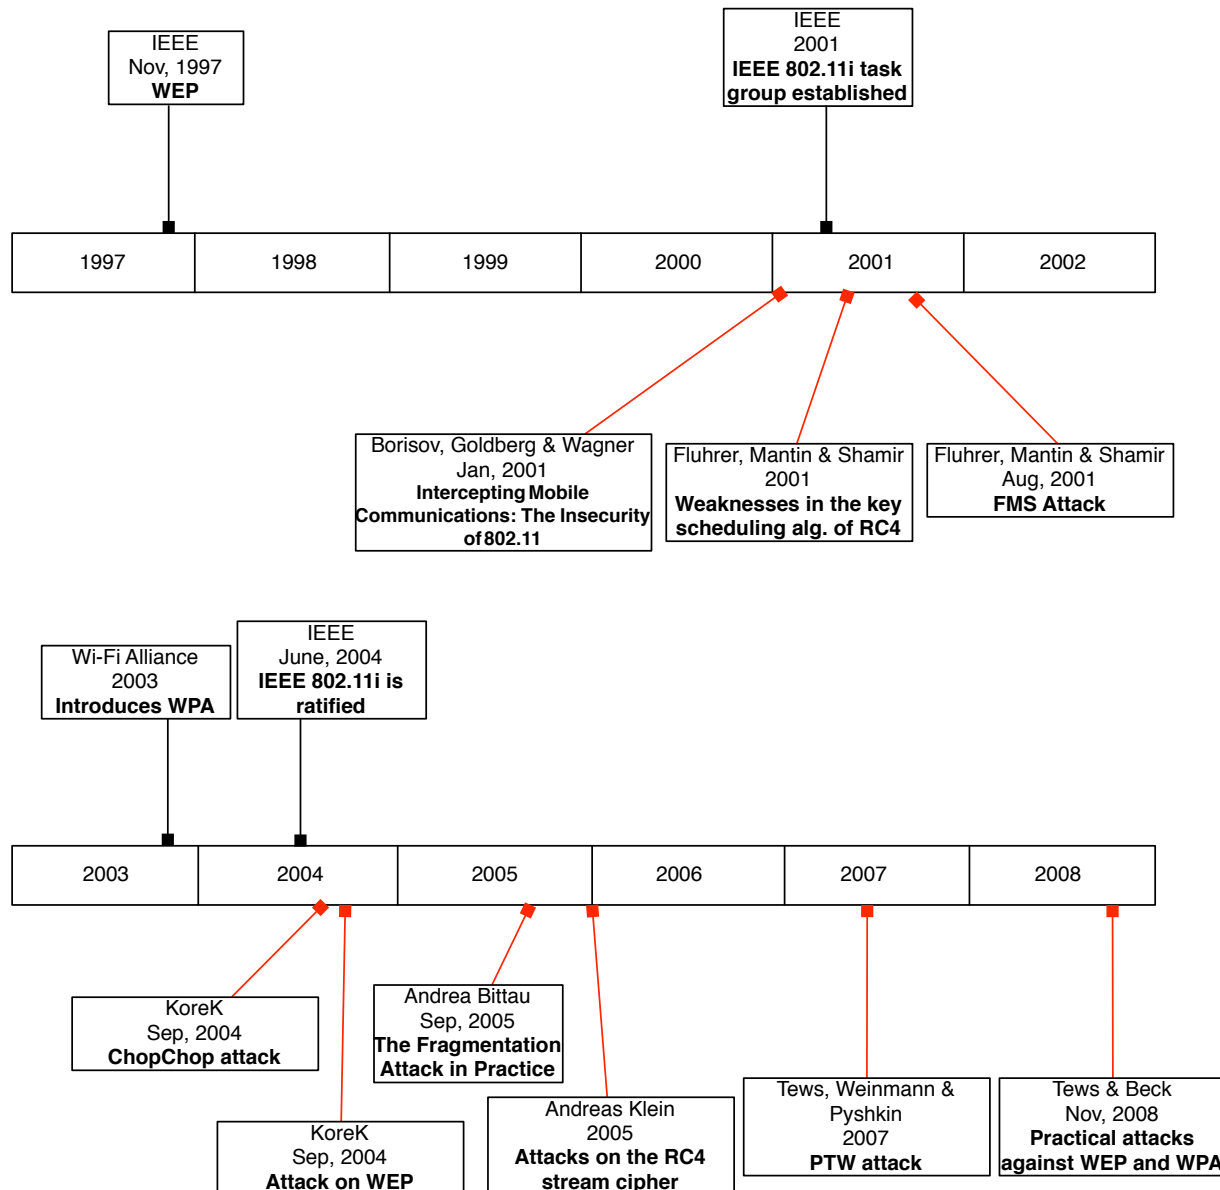 IEEE
Nov, 1997
WEP
IEEE
2001
IEEE 802.11i task
group established
1997
1998
1999
2000
2001
2002
Borisov, Goldberg & Wagner
Jan, 2001
Intercepting Mobile
Communications: The Insecurity
of 802.11
Fluhrer, Mantin & Shamir
2001
Weaknesses in the key
scheduling alg. of RC4
Fluhrer, Mantin & Shamir
Aug, 2001
FMS Attack
Wi-Fi Alliance
2003
Introduces WPA
IEEE
June, 2004
IEEE 802.11i is
ratified
2003
2004
2005
2006
2007
2008
KoreK
Sep, 2004
ChopChop attack
KoreK
Sep, 2004
Attack on WEP
Andrea Bittau
Sep, 2005
The Fragmentation
Attack in Practice
Andreas Klein
2005
Attacks on the RC4
stream cipher
Tews, Weinmann &
Pyshkin
2007
PTW attack
Tews & Beck
Nov, 2008
Practical attacks
against WEP and WPA